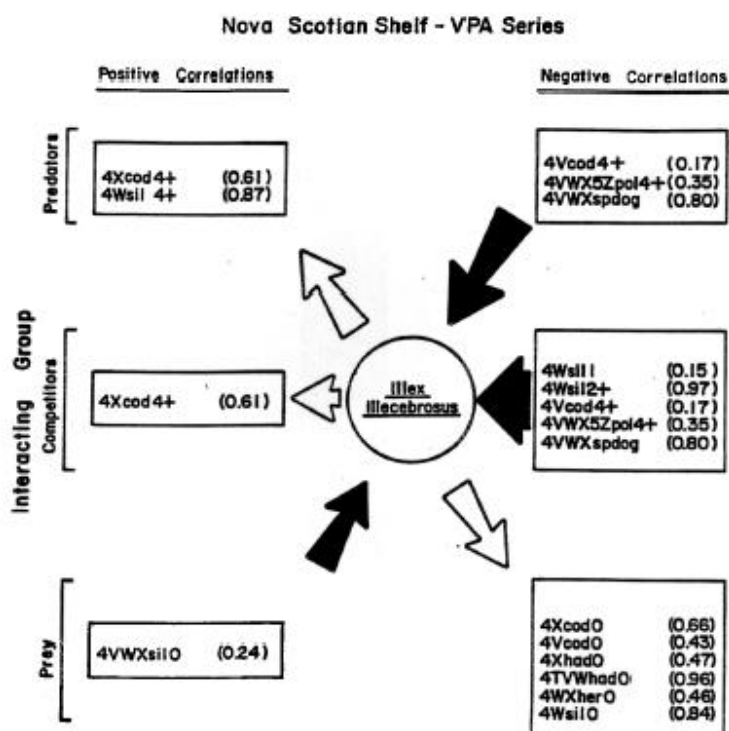 Nova Scotian Shelf - VPA Series
Positive Correlations
Negative Correlations
Interacting Group
Predators
4Xcod4+ (0.61)
4Wsil 4+ (0.87)
4Vcod4+ (0.17)
4VWX5Zpol4+ (0.35)
4VWXspdog (0.80)
Competitors
4Xcod4+ (0.61)
Illex
illecebrosus
4Wsil1 (0.15)
4Wsil2+ (0.97)
4Vcod4+ (0.17)
4VWX5Zpol4+ (0.35)
4VWXspdog (0.80)
Prey
4VWXsil0 (0.24)
4Xcod0 (0.66)
4Vcod0 (0.43)
4Xhad0 (0.47)
4TVWhad0 (0.96)
4WXher0 (0.46)
4Wsil0 (0.84)